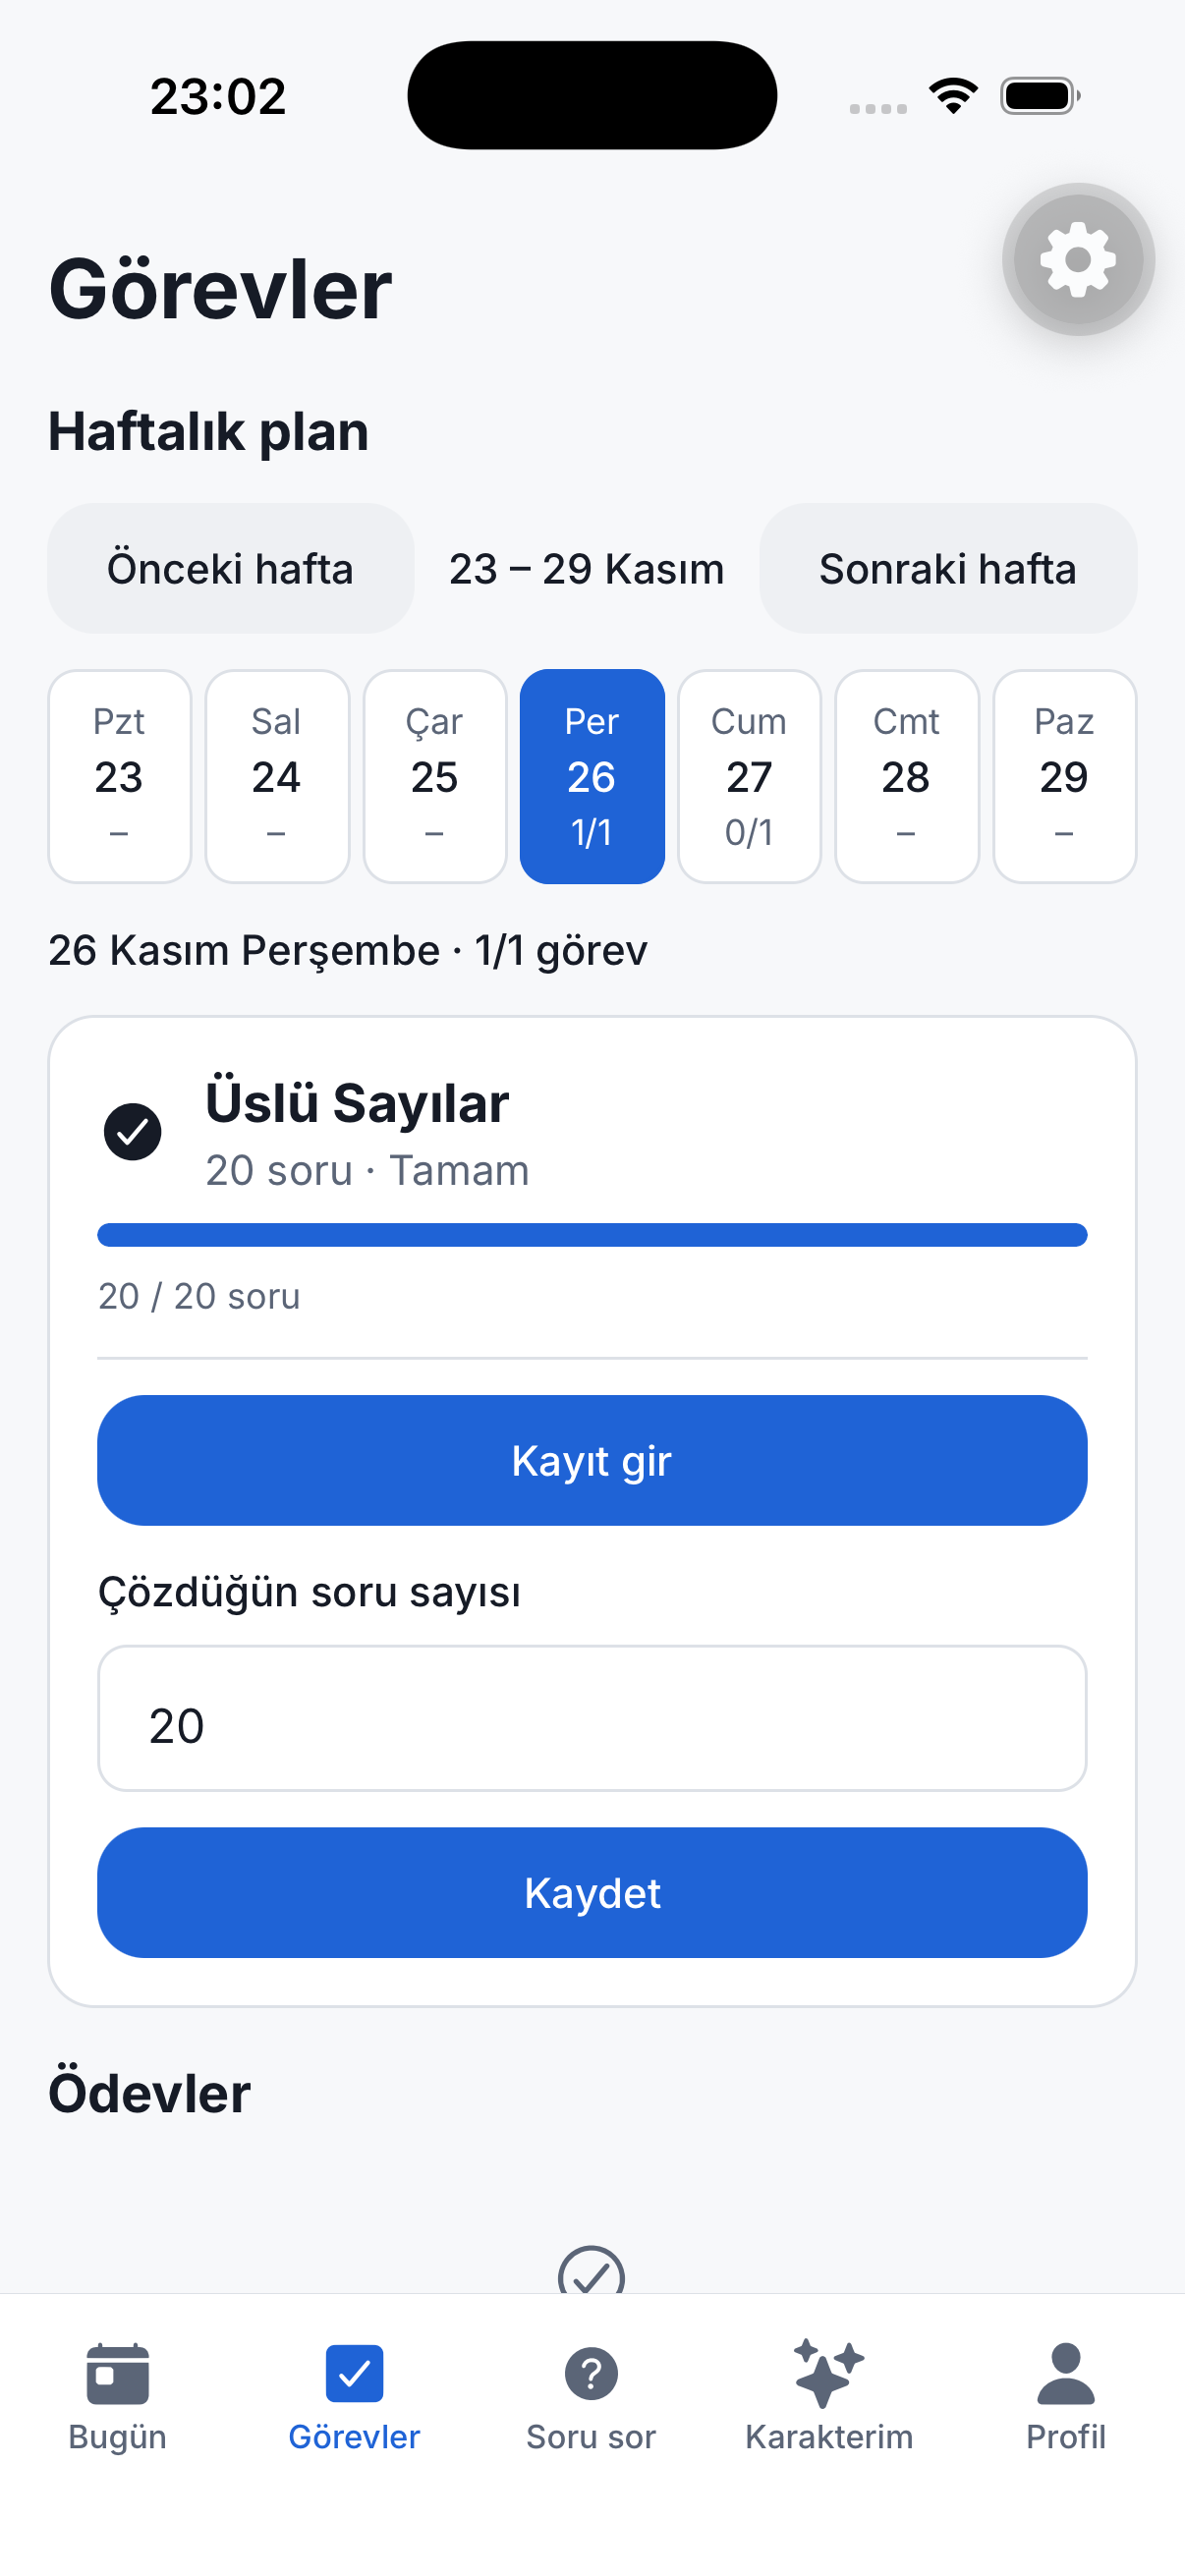 23:02
Görevler
Haftalık plan
Önceki hafta
23 – 29 Kasım
Sonraki hafta
Pzt
23
–
Sal
24
–
Çar
25
–
Per
26
1/1
Cum
27
0/1
Cmt
28
–
Paz
29
–
26 Kasım Perşembe · 1/1 görev
Üslü Sayılar
20 soru · Tamam
20 / 20 soru
Kayıt gir
Çözdüğün soru sayısı
20
Kaydet
Ödevler
Bugün
Görevler
Soru sor
Karakterim
Profil